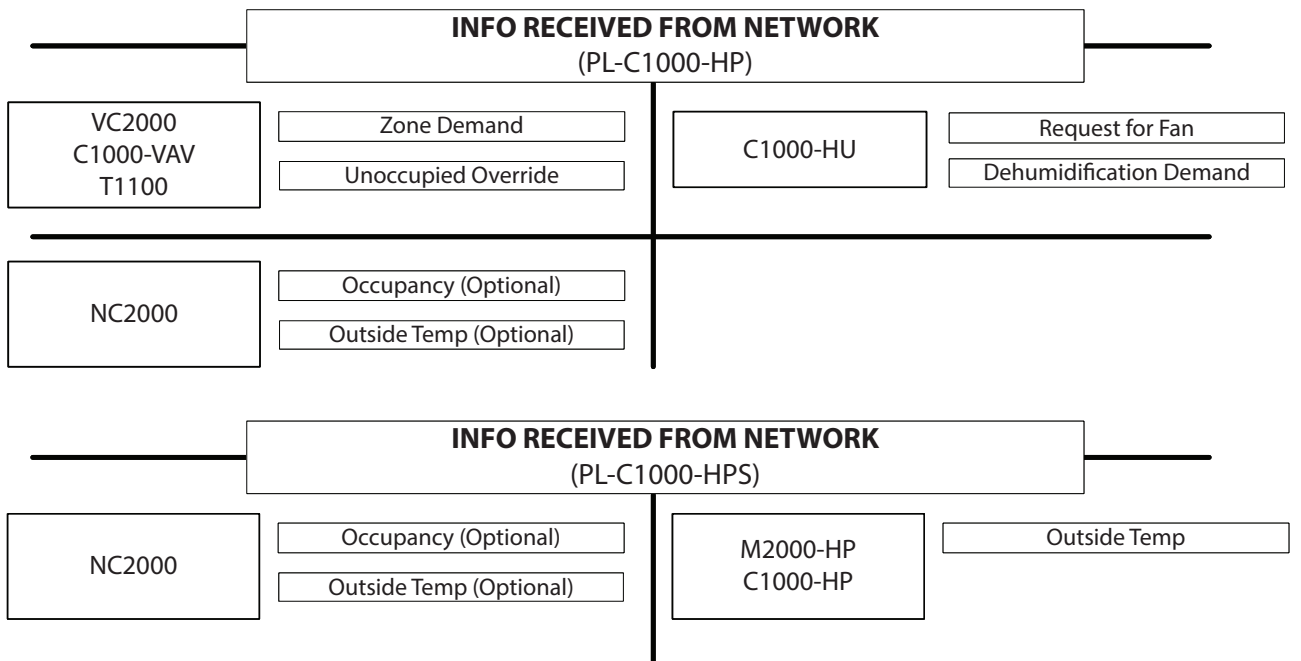 INFO RECEIVED FROM NETWORK
(PL-C1000-HP)
VC2000
C1000-VAV
T1100
Zone Demand
Unoccupied Override
C1000-HU
Request for Fan
Dehumidification Demand
NC2000
Occupancy (Optional)
Outside Temp (Optional)
INFO RECEIVED FROM NETWORK
(PL-C1000-HPS)
NC2000
Occupancy (Optional)
Outside Temp (Optional)
M2000-HP
C1000-HP
Outside Temp